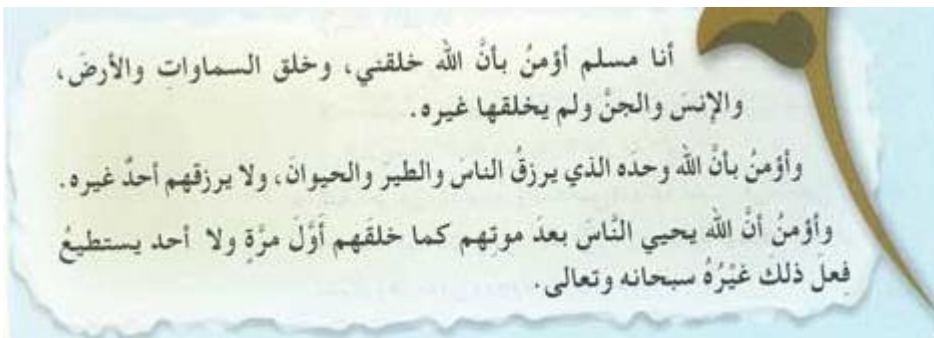 أنا مسلم أؤمنُ بأنَّ الله خلقني، وخلق السماواتِ والأرضَ،
والإنسَ والجنَّ ولم يخلقها غيره.
وأؤمنُ بأنَّ الله وحدَه الذي يرزقُ الناسَ والطيرَ والحيوانَ، ولا يرزقهم أحدٌ غيره.
وأؤمنُ أنَّ الله يحيي النَّاسَ بعدَ موتِهم كما خلقَهم أوَّلَ مرَّةٍ ولا أحد يستطيعُ
فِعلَ ذلكَ غَيْرُهُ سبحانه وتعالى.